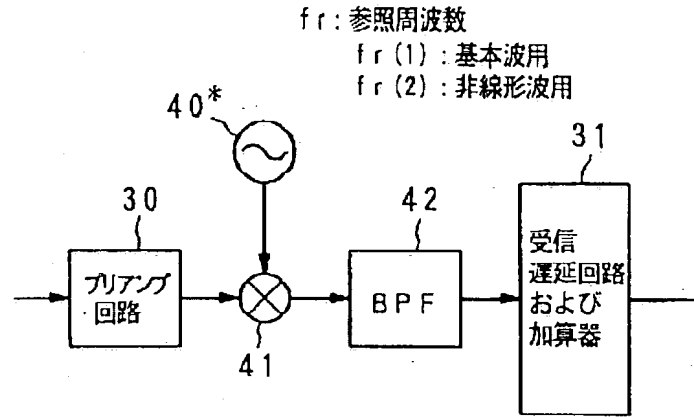 fr:参照周波数
fr(1):基本波用
fr(2):非線形波用
40*
31
30
42
プリアンプ
回路
BPF
受信
遅延回路
および
加算器
41